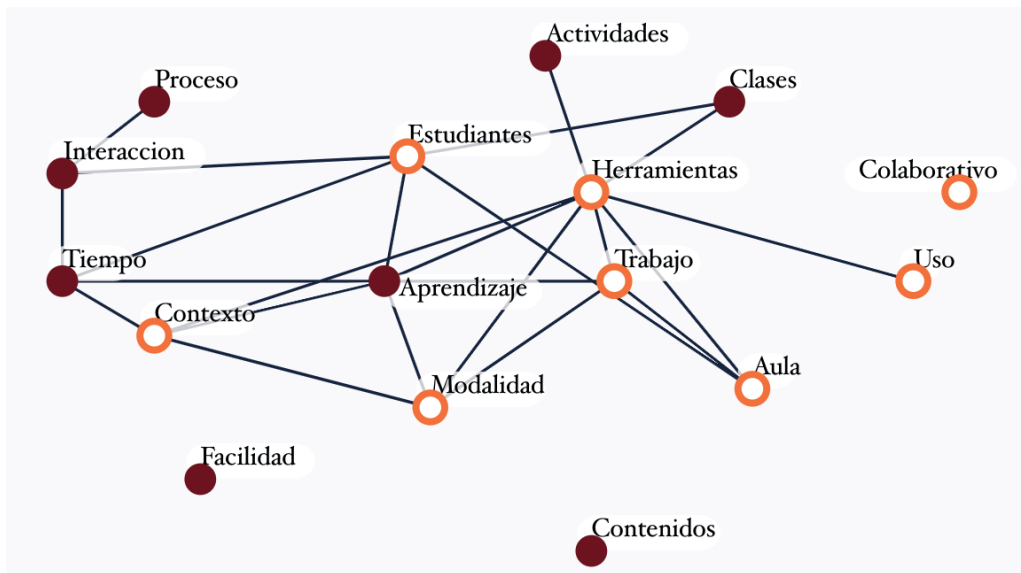 Actividades
Proceso
Clases
Estudiantes
Interaccion
Herramientas
Colaborativo
Tiempo
Trabajo
Uso
Aprendizaje
Contexto
Aula
Modalidad
Facilidad
Contenidos